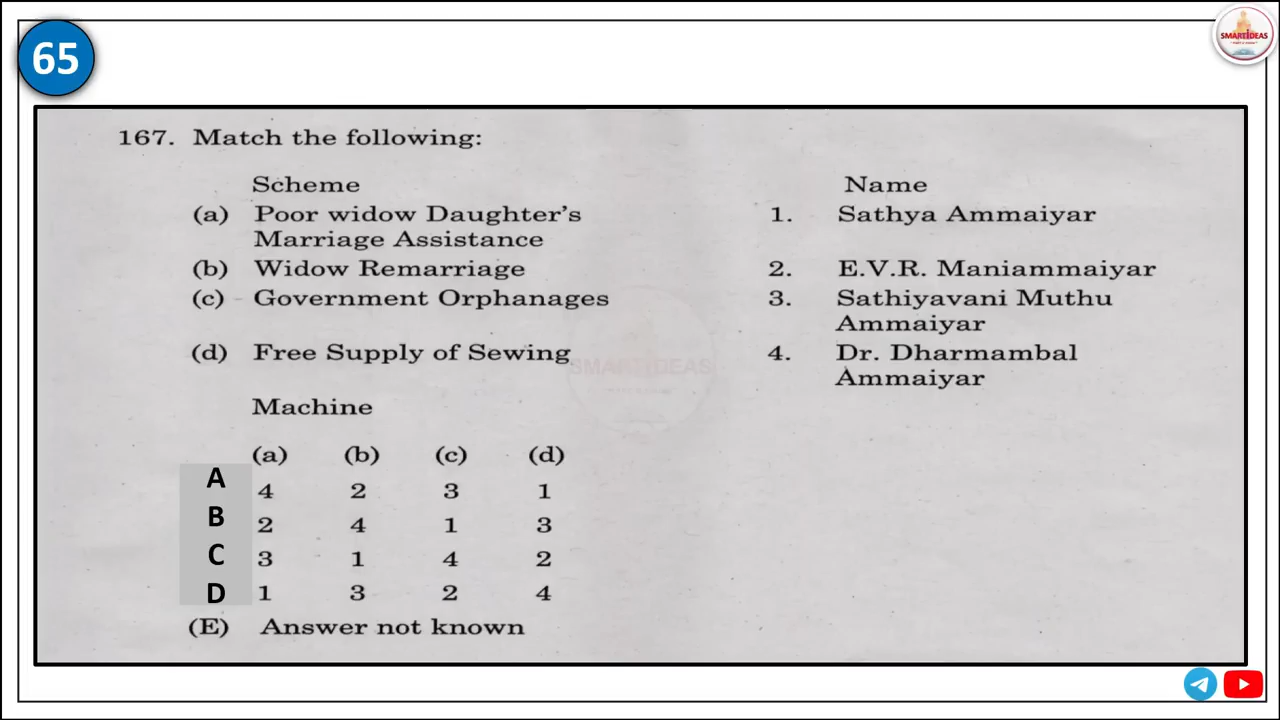 65
SMARTIDEAS
167. Match the following:
Scheme Name
(a) Poor widow Daughter's 1. Sathya Ammaiyar
Marriage Assistance
(b) Widow Remarriage 2. E.V.R. Maniammaiyar
(c) Government Orphanages 3. Sathiyavani Muthu
Ammaiyar
(d) Free Supply of Sewing 4. Dr. Dharmambal
Ammaiyar
SMARTIDEAS
Machine
(a) (b) (c) (d)
A 4 2 3 1
B 2 4 1 3
C 3 1 4 2
D 1 3 2 4
(E) Answer not known